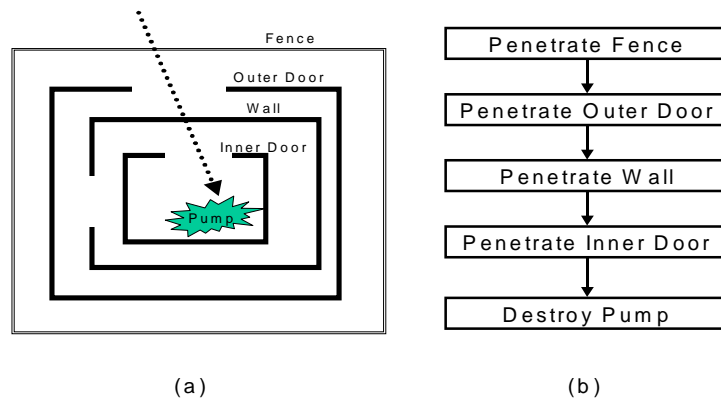 Fence
Outer Door
Wall
Inner Door
Pump
(a)
Penetrate Fence
Penetrate Outer Door
Penetrate Wall
Penetrate Inner Door
Destroy Pump
(b)